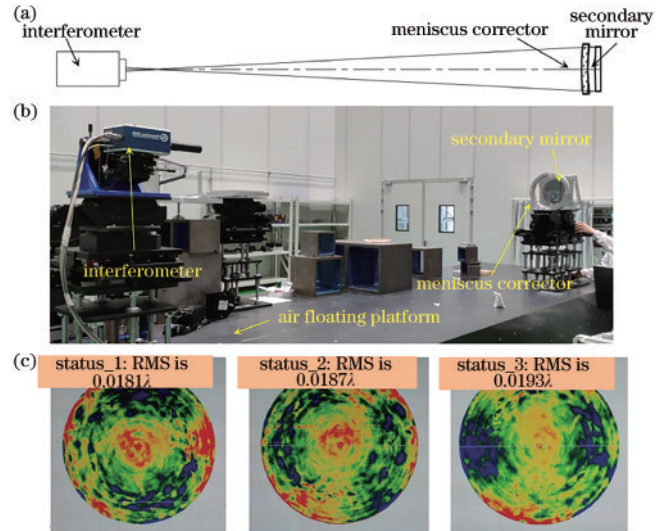 (a)
interferometer
meniscus corrector
secondary
mirror
(b)
secondary mirror
interferometer
meniscus corrector
air floating platform
(c)
status_1: RMS is
0.0181λ
status_2: RMS is
0.0187λ
status_3: RMS is
0.0193λ